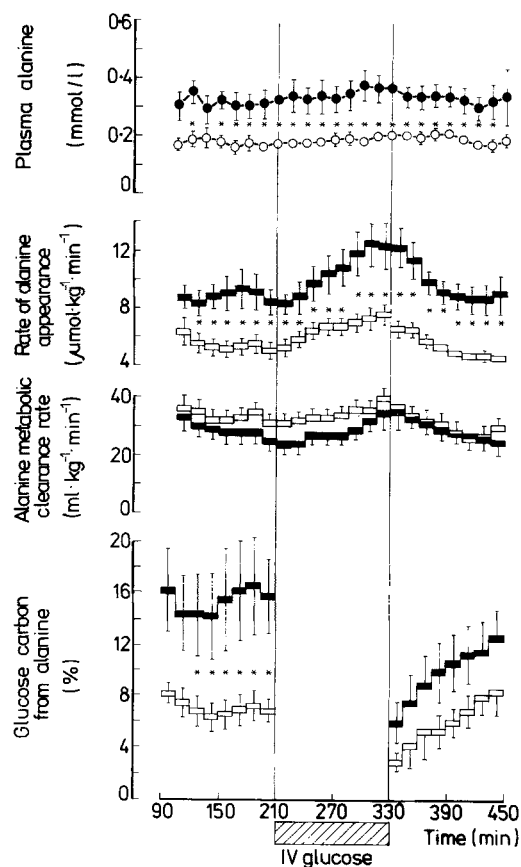 0·6
0·4
0·2
0
Plasma alanine
(mmol/l)
* * * * * * * * * * * * * * * * * * * * * *
12
8
4
Rate of alanine
appearance
(μmol·kg⁻¹·min⁻¹)
40
20
0
Alanine metabolic
clearance rate
(ml·kg⁻¹·min⁻¹)
20
16
12
8
4
0
Glucose carbon
from alanine
(%)
* * * * * *
90 150 210 270 330 390 450
Time (min)
IV glucose